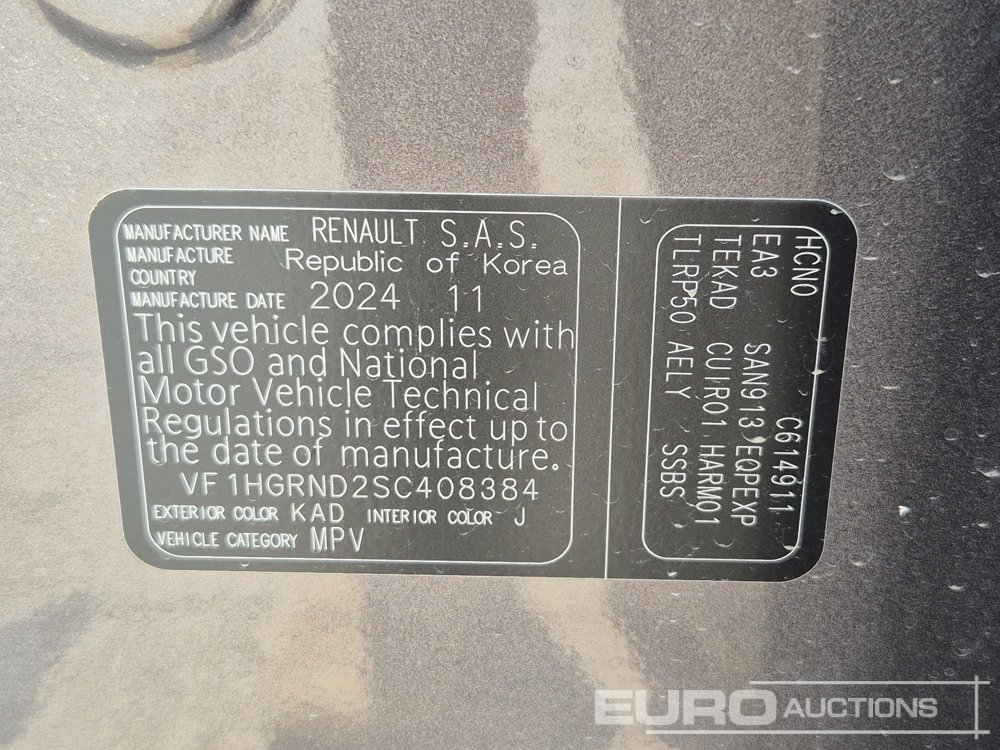 MANUFACTURER NAME RENAULT S.A.S.
MANUFACTURE COUNTRY Republic of Korea
MANUFACTURE DATE 2024 11
This vehicle complies with
all GSO and National
Motor Vehicle Technical
Regulations in effect up to
the date of manufacture.
VF1HGRND2SC408384
EXTERIOR COLOR KAD INTERIOR COLOR J
VEHICLE CATEGORY MPV
HCNO C614911
EA3 SAN913 EQPEXP
TEKAD CUIR01 HARM01
TLRP50 AELY SSBS
EURO AUCTIONS